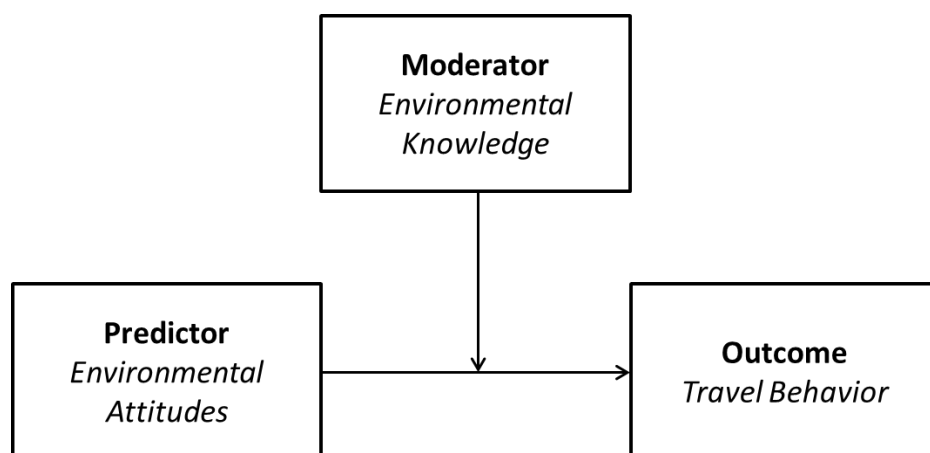 Moderator
Environmental
Knowledge
Predictor
Environmental
Attitudes
Outcome
Travel Behavior